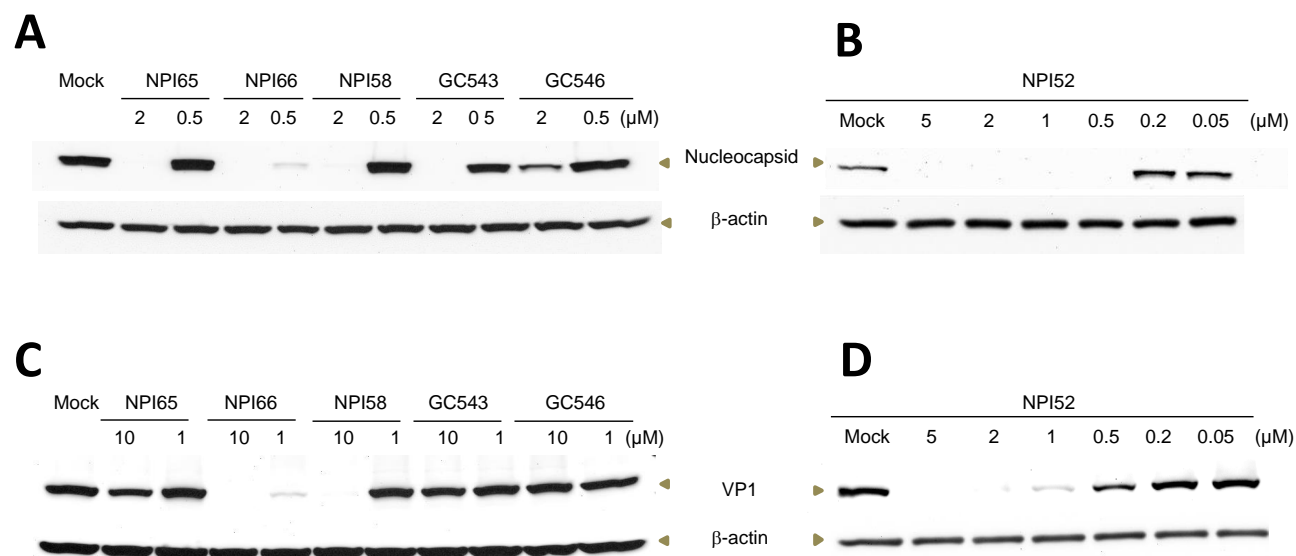 A
Mock NPI65 NPI66 NPI58 GC543 GC546
2 0.5 2 0.5 2 0.5 2 0 5 2 0.5 (μM)
Nucleocapsid
β-actin
B
NPI52
Mock 5 2 1 0.5 0.2 0.05 (μM)
C
Mock NPI65 NPI66 NPI58 GC543 GC546
10 1 10 1 10 1 10 1 10 1 (μM)
VP1
β-actin
D
NPI52
Mock 5 2 1 0.5 0.2 0.05 (μM)